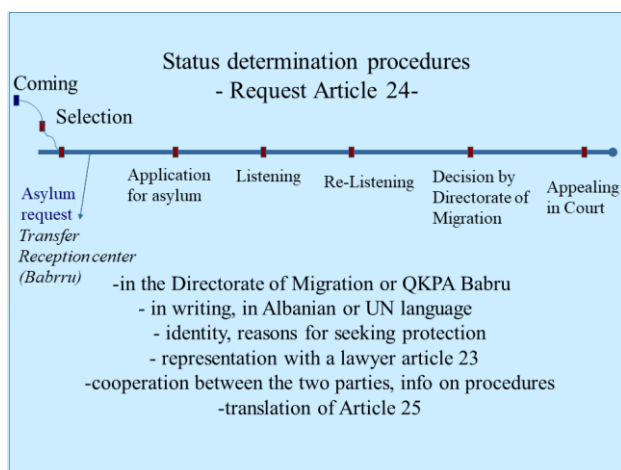 Status determination procedures
- Request Article 24-
Coming
Selection
Asylum
request
Transfer
Reception center
(Babrru)
Application
for asylum
Listening
Re-Listening
Decision by
Directorate of
Migration
Appealing
in Court
-in the Directorate of Migration or QKPA Babru
- in writing, in Albanian or UN language
- identity, reasons for seeking protection
- representation with a lawyer article 23
-cooperation between the two parties, info on procedures
-translation of Article 25